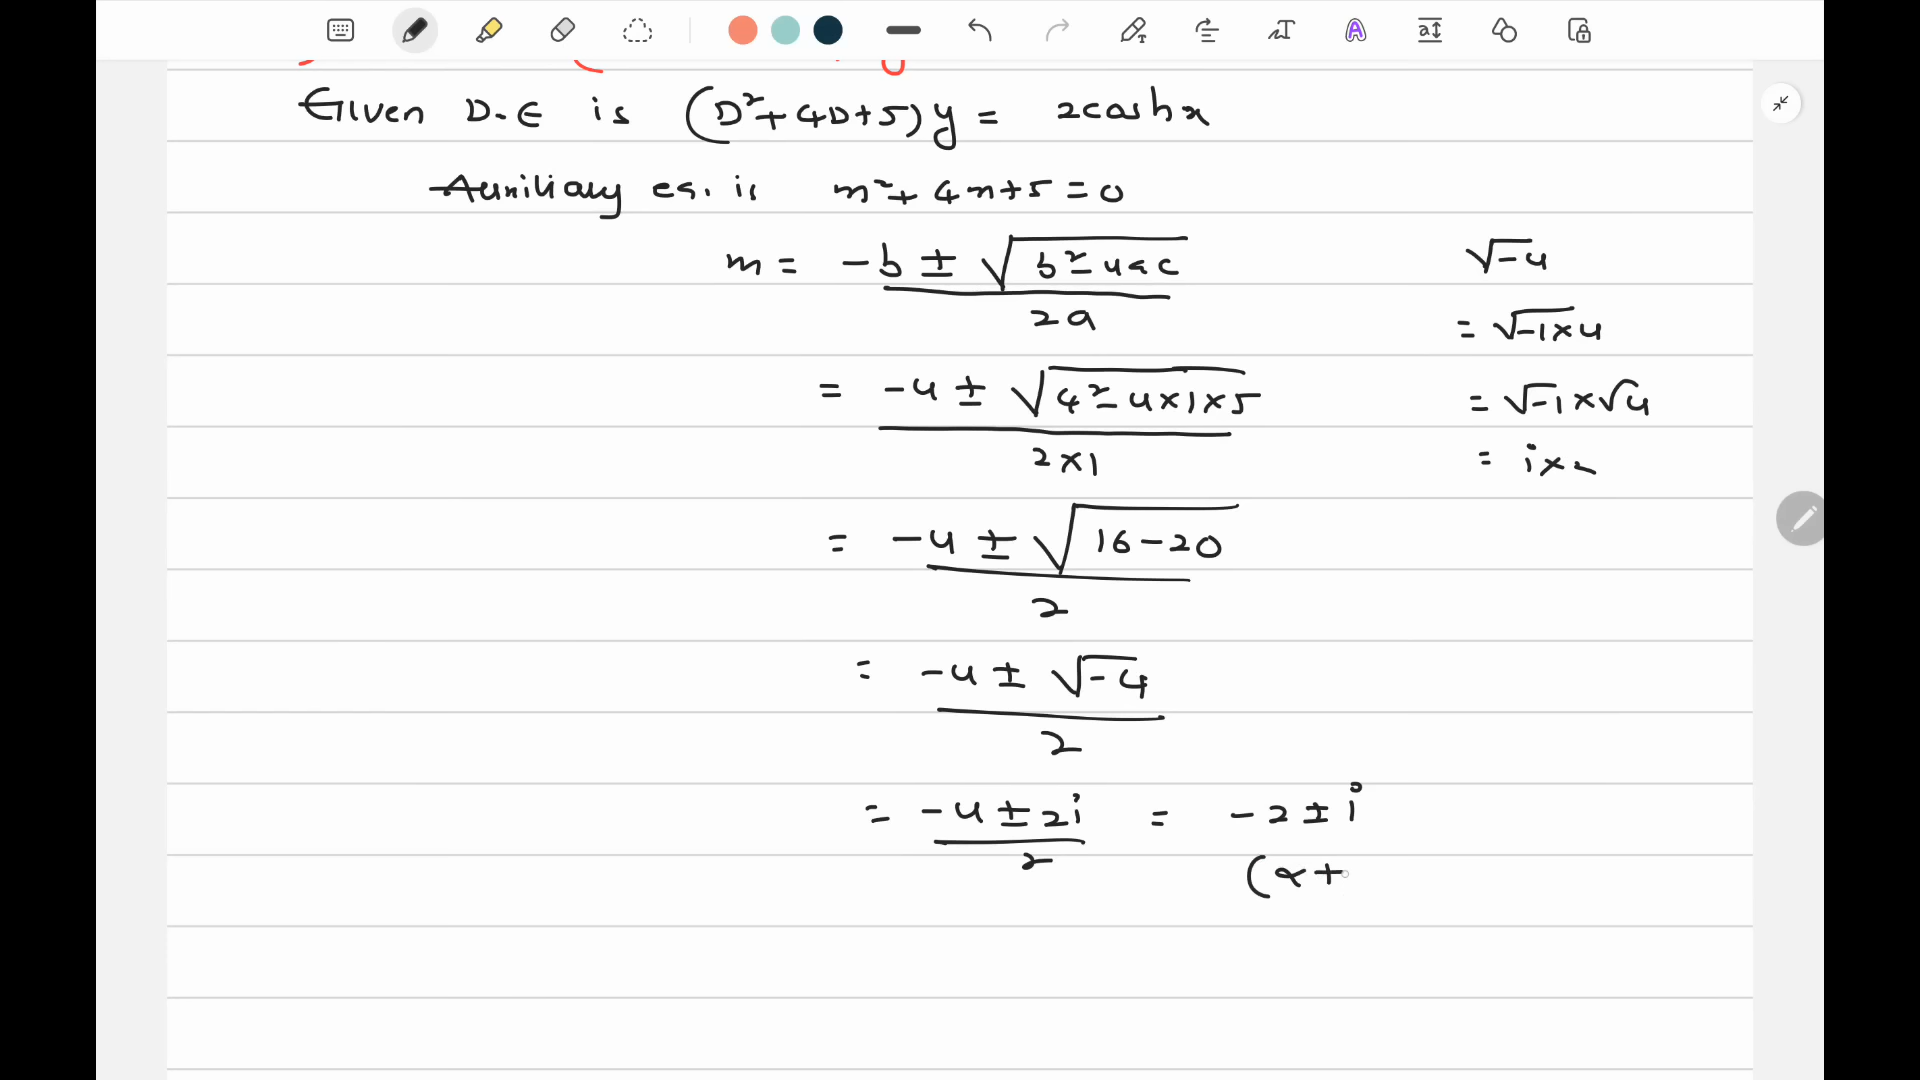 Given D.E is (D²+4D+5)y = 2coshx
Auxiliary eq. is m²+4m+5=0
m = (-b ± √(b²-4ac))/2a
= (-4 ± √(4²-4×1×5))/2×1
= (-4 ± √(16-20))/2
= (-4 ± √-4)/2
= (-4 ± 2i)/2 = -2 ± i
(α+
√-4
= √-1×4
= √-1×√4
= i×2